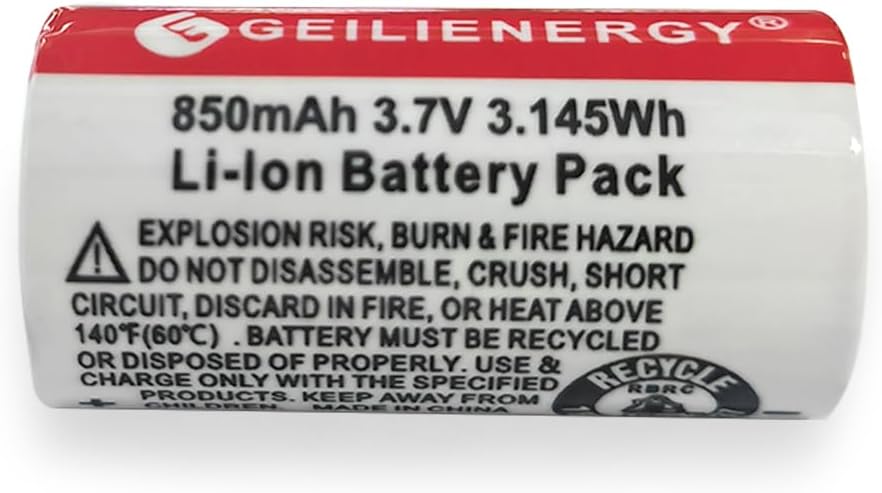 GEILIENERGY®
850mAh 3.7V 3.145Wh
Li-Ion Battery Pack
EXPLOSION RISK, BURN & FIRE HAZARD
DO NOT DISASSEMBLE, CRUSH, SHORT
CIRCUIT, DISCARD IN FIRE, OR HEAT ABOVE
140℉(60℃) . BATTERY MUST BE RECYCLED
OR DISPOSED OF PROPERLY. USE &
CHARGE ONLY WITH THE SPECIFIED
PRODUCTS. KEEP AWAY FROM
CHILDREN. MADE IN CHINA
RECYCLE
RBRC
+ −